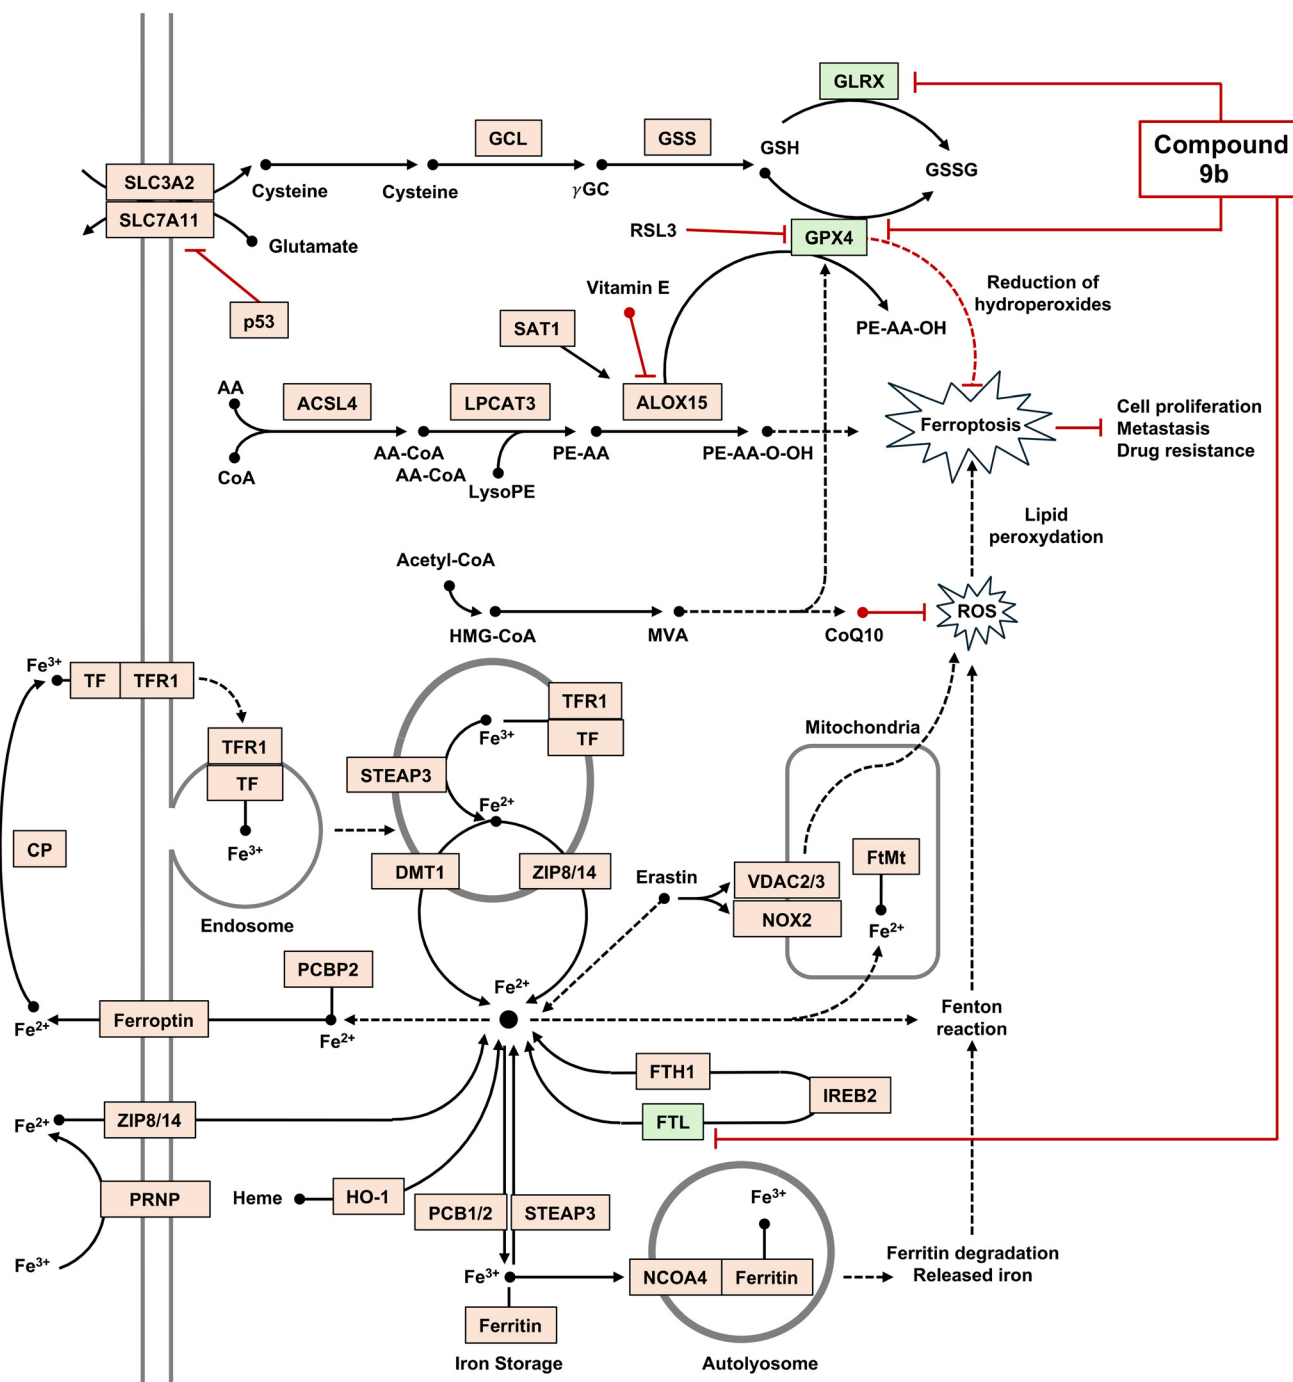 GLRX
Compound
9b
GCL
GSS
GSH
GSSG
SLC3A2
SLC7A11
Cysteine
Cysteine
γGC
Glutamate
RSL3
GPX4
p53
Vitamin E
SAT1
Reduction of
hydroperoxides
PE-AA-OH
AA
ACSL4
LPCAT3
ALOX15
Ferroptosis
Cell proliferation
Metastasis
Drug resistance
CoA
AA-CoA
AA-CoA
LysoPE
PE-AA
PE-AA-O-OH
Lipid
peroxydation
Acetyl-CoA
HMG-CoA
MVA
CoQ10
ROS
Fe3+
TF
TFR1
TFR1
TF
Fe3+
Endosome
TFR1
TF
Fe3+
STEAP3
Fe2+
DMT1
ZIP8/14
Mitochondria
CP
Erastin
VDAC2/3
NOX2
FtMt
Fe2+
PCBP2
Fe2+
Fe2+
Ferroptin
Fe2+
Fenton
reaction
FTH1
IREB2
FTL
Fe2+
ZIP8/14
PRNP
Fe3+
Heme
HO-1
PCB1/2
STEAP3
Fe3+
Ferritin
Iron Storage
Fe3+
NCOA4
Ferritin
Autolyosome
Ferritin degradation
Released iron